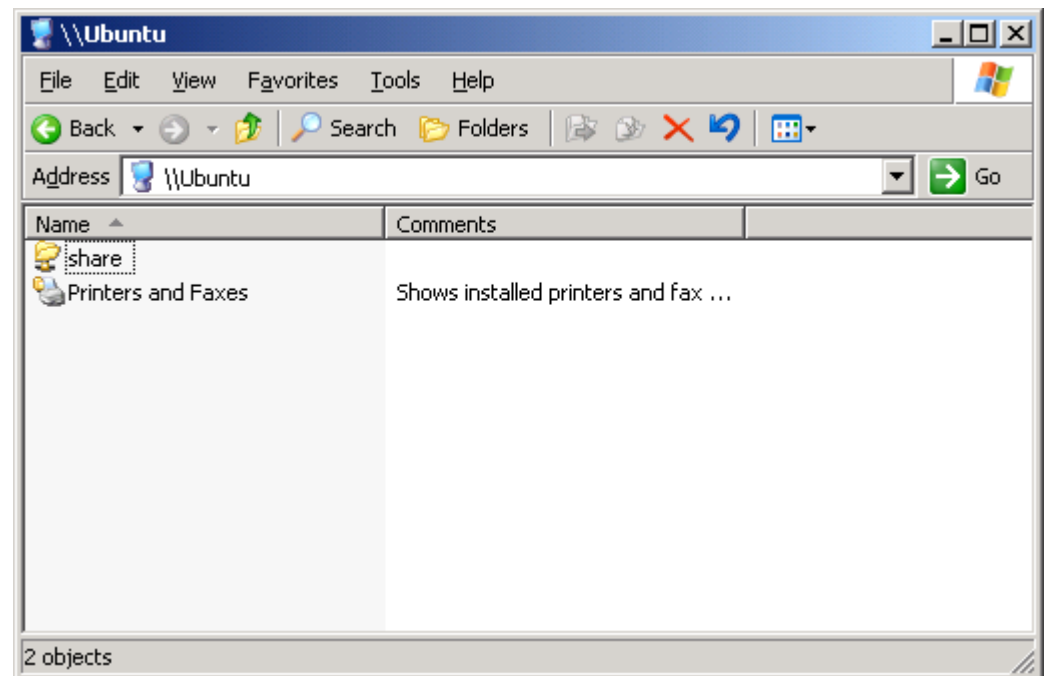 \\Ubuntu
File Edit View Favorites Tools Help
Back Search Folders
Address \\Ubuntu Go
Name Comments
share
Printers and Faxes Shows installed printers and fax ...
2 objects